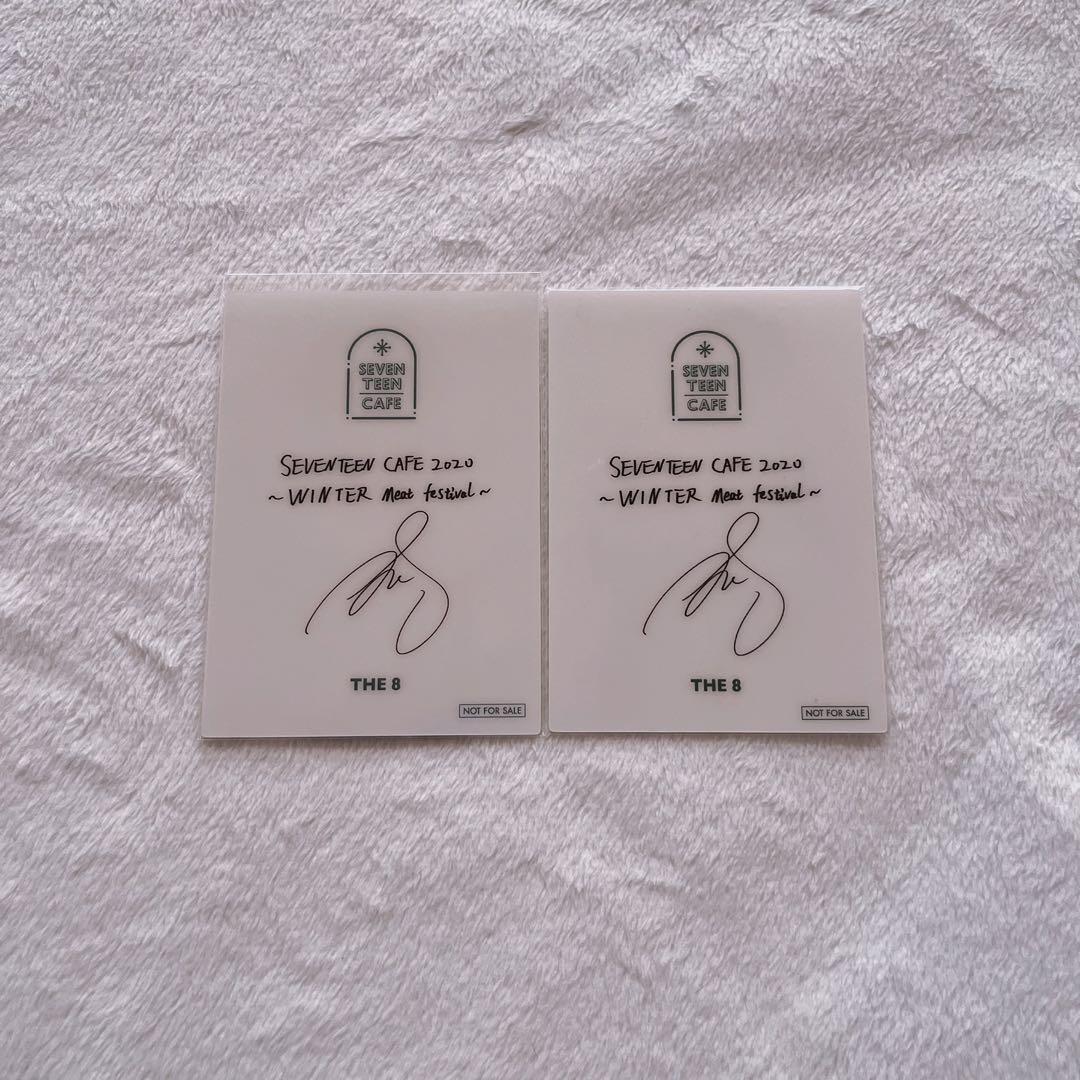 SEVEN
TEEN
CAFE
SEVENTEEN CAFE 2020
~WINTER Meat festival~
THE 8
NOT FOR SALE
SEVEN
TEEN
CAFE
SEVENTEEN CAFE 2020
~WINTER Meat festival~
THE 8
NOT FOR SALE